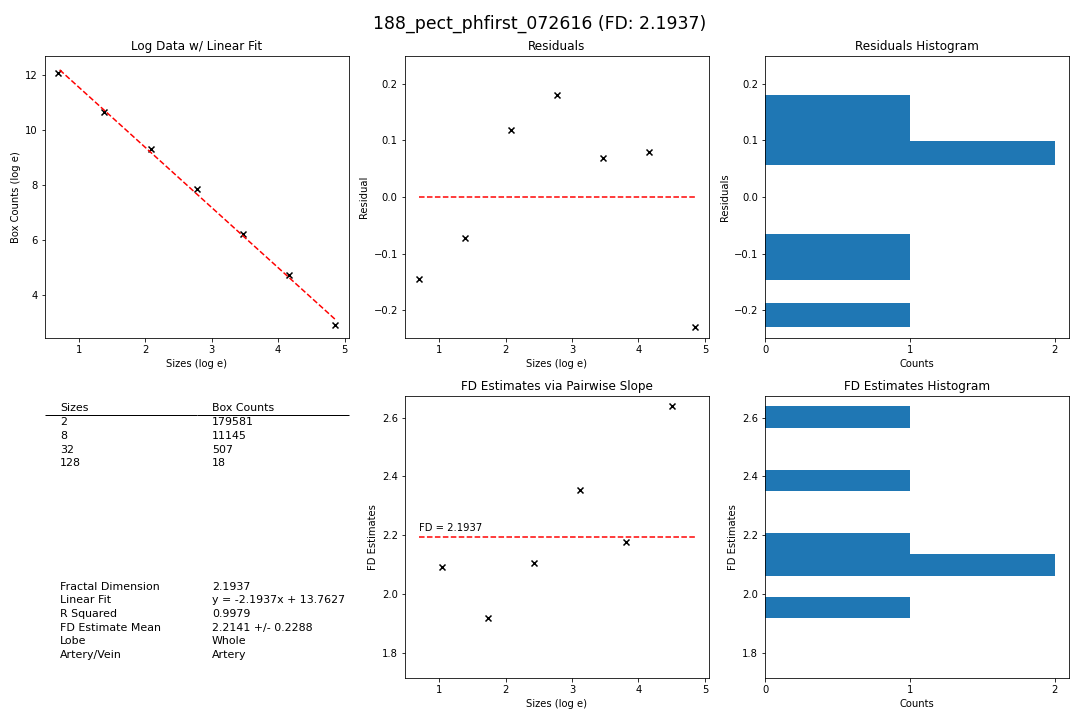 188_pect_phfirst_072616 (FD: 2.1937)
Log Data w/ Linear Fit
Box Counts (log e)
12
10
8
6
4
1 2 3 4 5
Sizes (log e)
Residuals
Residual
0.2
0.1
0.0
−0.1
−0.2
1 2 3 4 5
Sizes (log e)
Residuals Histogram
Residuals
0.2
0.1
0.0
−0.1
−0.2
0 1 2
Counts
Sizes Box Counts
2 179581
8 11145
32 507
128 18
Fractal Dimension 2.1937
Linear Fit y = -2.1937x + 13.7627
R Squared 0.9979
FD Estimate Mean 2.2141 +/- 0.2288
Lobe Whole
Artery/Vein Artery
FD Estimates via Pairwise Slope
FD Estimates
2.6
2.4
2.2
2.0
1.8
FD = 2.1937
1 2 3 4 5
Sizes (log e)
FD Estimates Histogram
FD Estimates
2.6
2.4
2.2
2.0
1.8
0 1 2
Counts